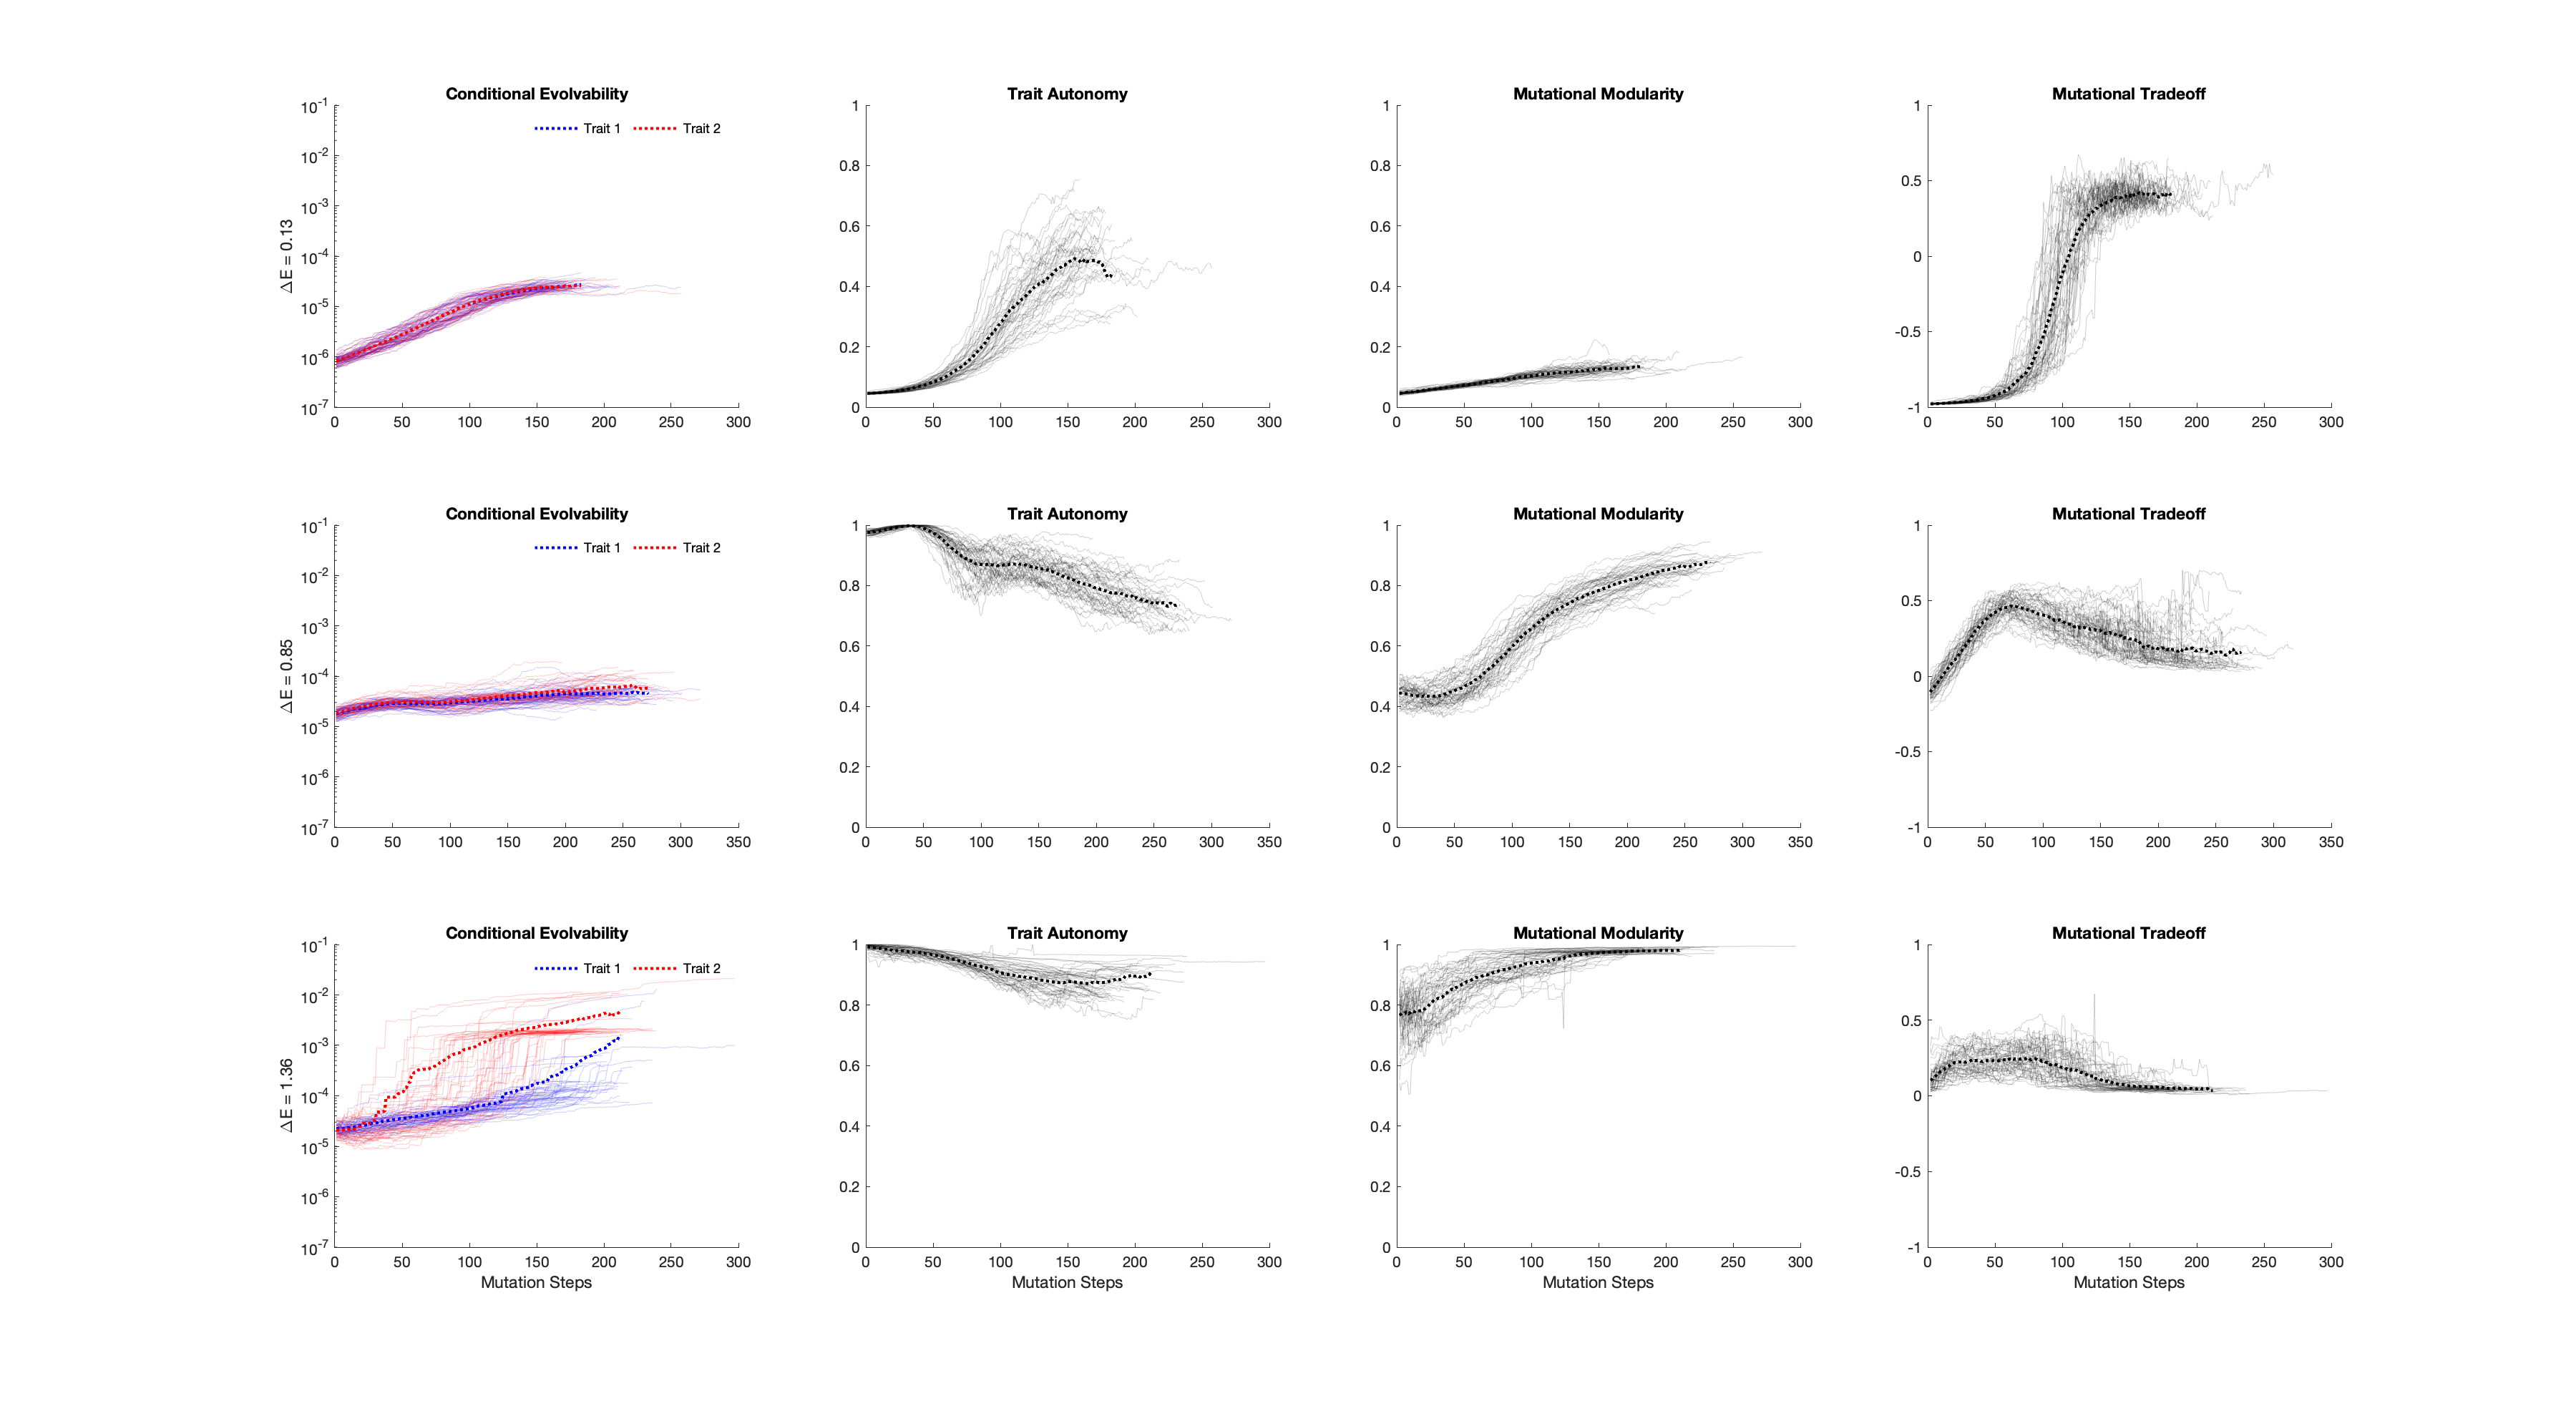 Conditional Evolvability
Trait Autonomy
Mutational Modularity
Mutational Tradeoff
Trait 1 Trait 2
10-1
10-2
10-3
10-4
10-5
10-6
10-7
ΔE = 0.13
0 50 100 150 200 250 300
1
0.8
0.6
0.4
0.2
0
0 50 100 150 200 250 300
1
0.8
0.6
0.4
0.2
0
0 50 100 150 200 250 300
1
0.5
0
-0.5
-1
0 50 100 150 200 250 300
Conditional Evolvability
Trait Autonomy
Mutational Modularity
Mutational Tradeoff
Trait 1 Trait 2
10-1
10-2
10-3
10-4
10-5
10-6
10-7
ΔE = 0.85
0 50 100 150 200 250 300 350
1
0.8
0.6
0.4
0.2
0
0 50 100 150 200 250 300 350
1
0.8
0.6
0.4
0.2
0
0 50 100 150 200 250 300 350
1
0.5
0
-0.5
-1
0 50 100 150 200 250 300 350
Conditional Evolvability
Trait Autonomy
Mutational Modularity
Mutational Tradeoff
Trait 1 Trait 2
10-1
10-2
10-3
10-4
10-5
10-6
10-7
ΔE = 1.36
0 50 100 150 200 250 300
Mutation Steps
1
0.8
0.6
0.4
0.2
0
0 50 100 150 200 250 300
Mutation Steps
1
0.8
0.6
0.4
0.2
0
0 50 100 150 200 250 300
Mutation Steps
1
0.5
0
-0.5
-1
0 50 100 150 200 250 300
Mutation Steps